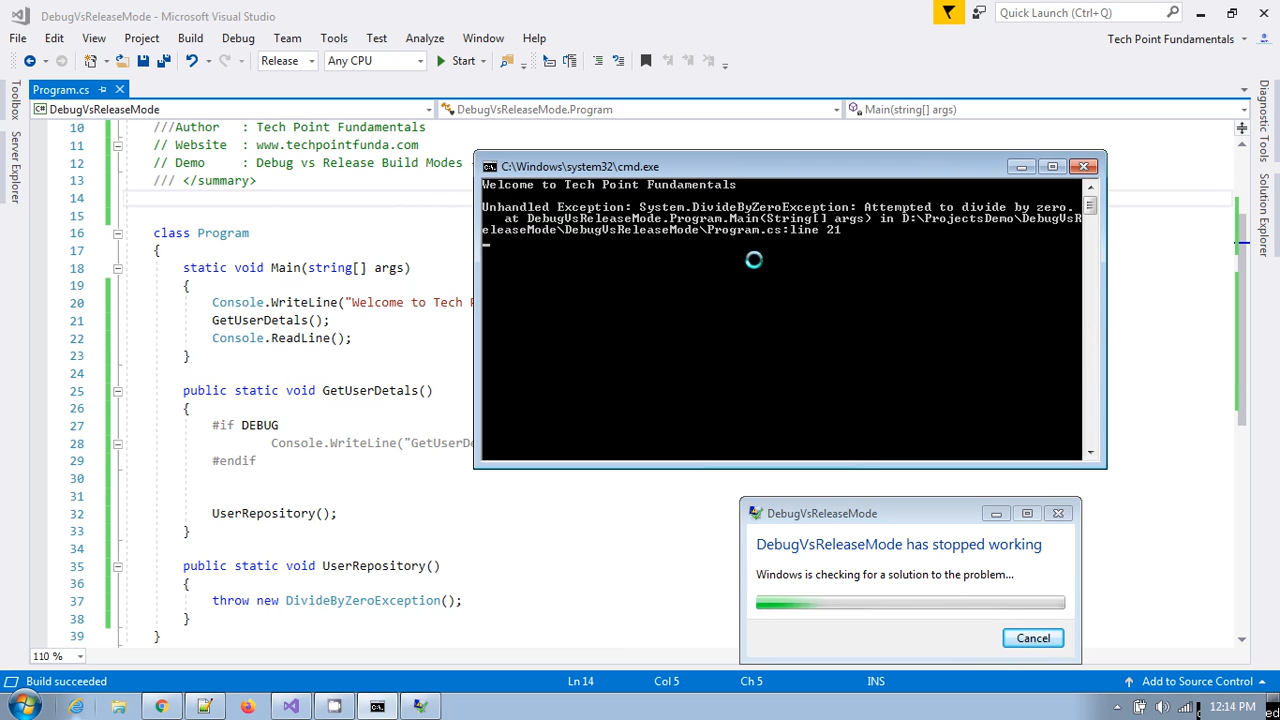 DebugVsReleaseMode - Microsoft Visual Studio
Quick Launch (Ctrl+Q)
File Edit View Project Build Debug Team Tools Test Analyze Window Help
Tech Point Fundamentals
Release Any CPU Start
Program.cs
DebugVsReleaseMode DebugVsReleaseMode.Program Main(string[] args)
Toolbox
Server Explorer
Diagnostic Tools
Team Explorer
10 ///Author : Tech Point Fundamentals
11 // Website : www.techpointfunda.com
12 // Demo : Debug vs Release Build Modes -
13 /// </summary>
14
15
16 class Program
17 {
18 static void Main(string[] args)
19 {
20 Console.WriteLine("Welcome to Tech
21 GetUserDetals();
22 Console.ReadLine();
23 }
24
25 public static void GetUserDetals()
26 {
27 #if DEBUG
28 Console.WriteLine("GetUserDe
29 #endif
30
31
32 UserRepository();
33 }
34
35 public static void UserRepository()
36 {
37 throw new DivideByZeroException();
38 }
39 }
C:\Windows\system32\cmd.exe
Welcome to Tech Point Fundamentals
Unhandled Exception: System.DivideByZeroException: Attempted to divide by zero.
at DebugVsReleaseMode.Program.Main(String[] args) in D:\ProjectsDemo\DebugVsR
eleaseMode\DebugVsReleaseMode\Program.cs:line 21
DebugVsReleaseMode
DebugVsReleaseMode has stopped working
Windows is checking for a solution to the problem...
Cancel
110 %
Build succeeded Ln 14 Col 5 Ch 5 INS Add to Source Control
12:14 PM